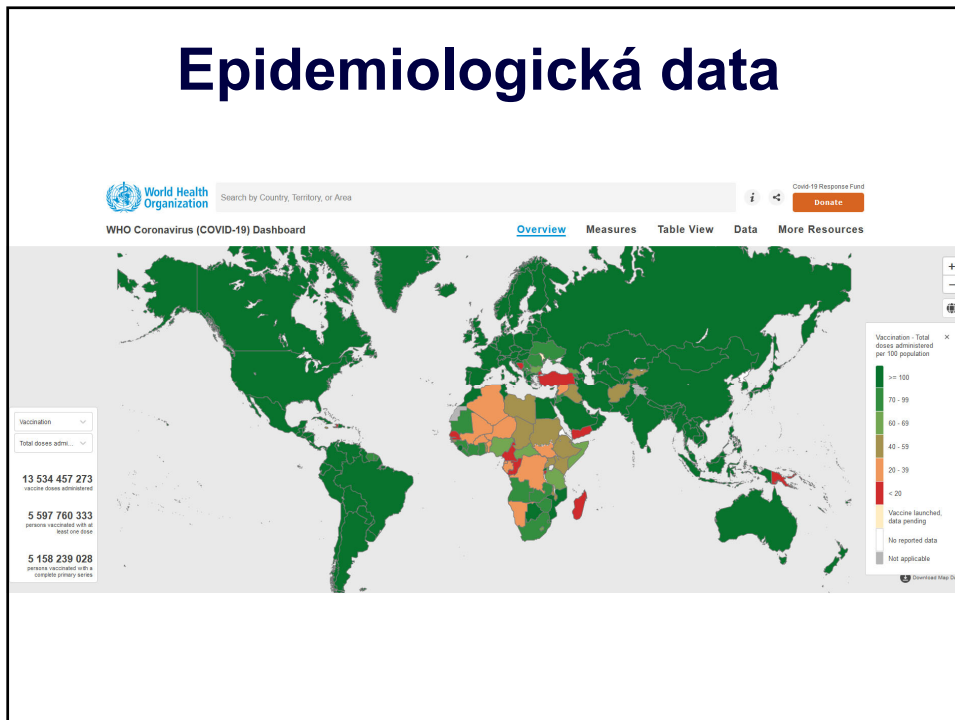 Epidemiologická data
World Health
Organization
Search by Country, Territory, or Area
i
Covid-19 Response Fund
Donate
WHO Coronavirus (COVID-19) Dashboard
Overview
Measures
Table View
Data
More Resources
+
−
Vaccination - Total
doses administered
per 100 population
×
>= 100
70 - 99
60 - 69
40 - 59
20 - 39
< 20
Vaccine launched,
data pending
No reported data
Not applicable
Download Map
Vaccination
Total doses admi...
13 534 457 273
vaccine doses administered
5 597 760 333
persons vaccinated with at
least one dose
5 158 239 028
persons vaccinated with a
complete primary series